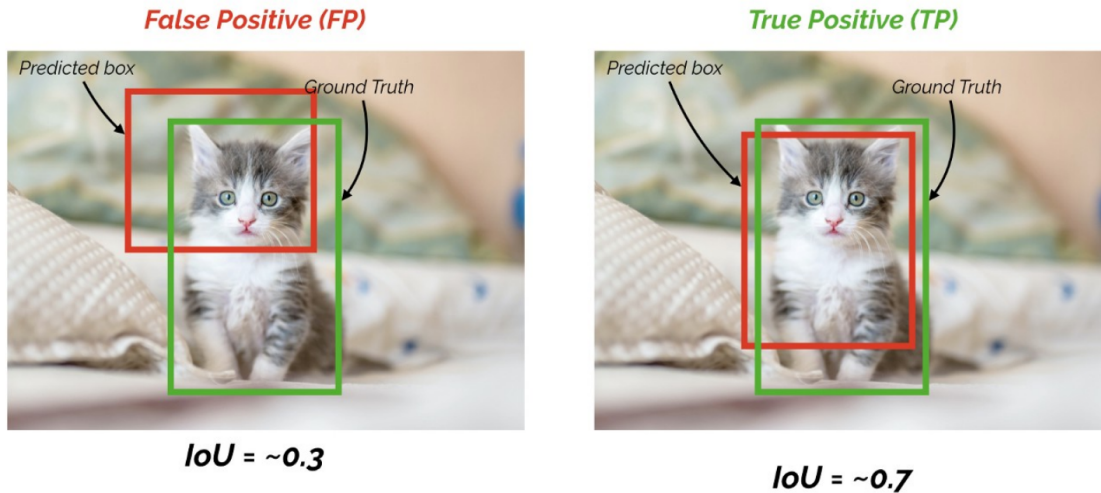 False Positive (FP)
Predicted box
Ground Truth
IoU = ~0.3
True Positive (TP)
Predicted box
Ground Truth
IoU = ~0.7